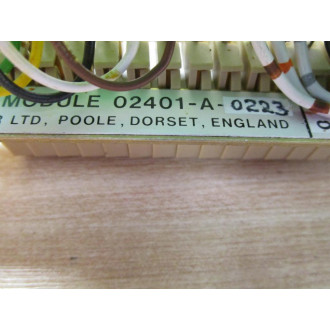 MODULE 02401-A-0223
LTD, POOLE, DORSET, ENGLAND